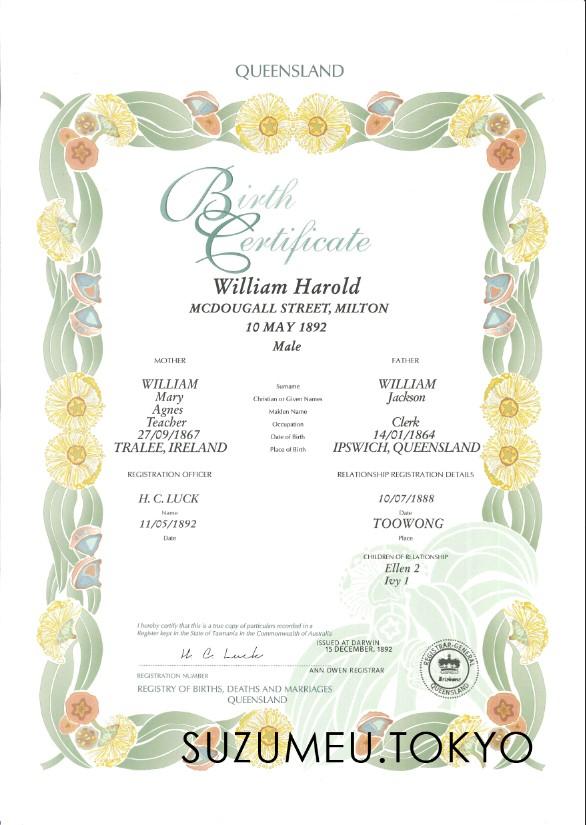 QUEENSLAND
Birth
Certificate
William Harold
MCDOUGALL STREET, MILTON
10 MAY 1892
Male
MOTHER
FATHER
WILLIAM Surname WILLIAM
Mary Christian or Given Names Jackson
Agnes Maiden Name
Teacher Occupation Clerk
27/09/1867 Date of Birth 14/01/1864
TRALEE, IRELAND Place of Birth IPSWICH, QUEENSLAND
REGISTRATION OFFICER
H. C. LUCK
Name
11/05/1892
Date
RELATIONSHIP REGISTRATION DETAILS
10/07/1888
Date
TOOWONG
Place
CHILDREN OF RELATIONSHIP
Ellen 2
Ivy 1
I hereby certify that this is a true copy of particulars recorded in a
Register kept in the State of Tasmania in the Commonwealth of Australia
H. C. Luck
ISSUED AT DARWIN
15 DECEMBER, 1892
ANN OWEN REGISTRAR
REGISTRATION NUMBER
REGISTRY OF BIRTHS, DEATHS AND MARRIAGES
QUEENSLAND
REGISTRAR-GENERAL
Brisbane
QUEENSLAND
SUZUMEU.TOKYO